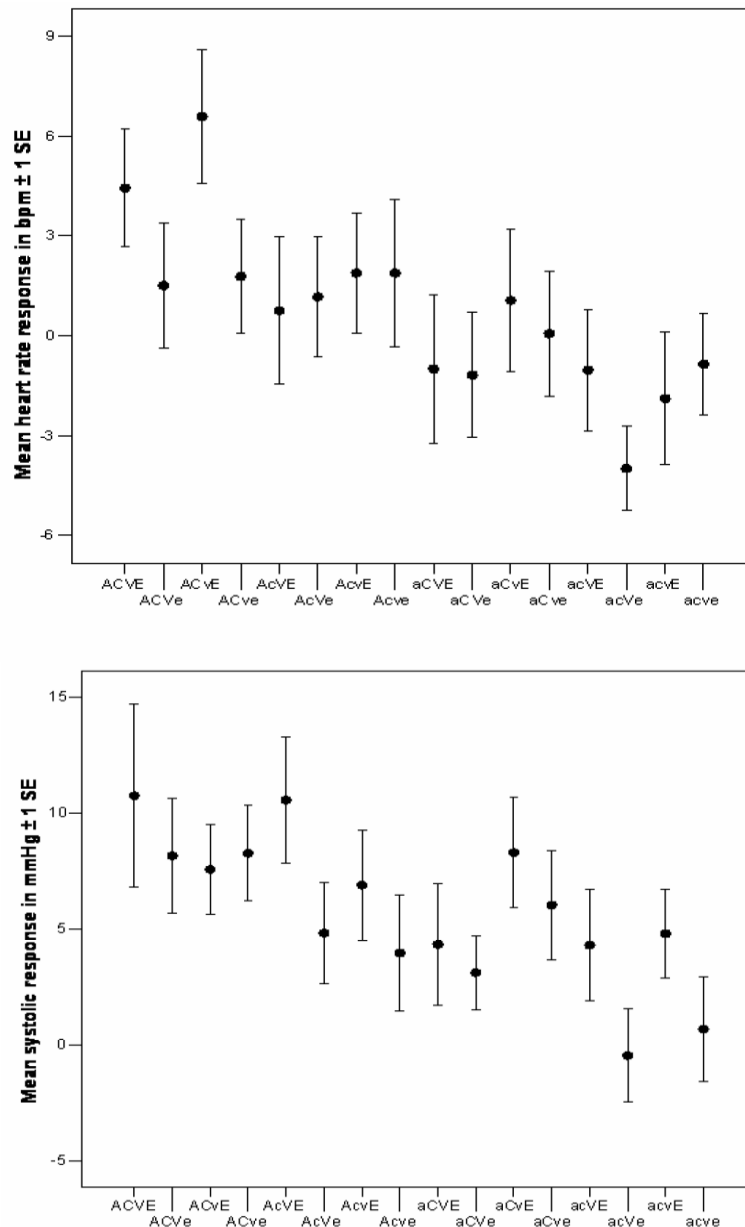 Mean heart rate response in bpm ± 1 SE
9
6
3
0
-3
-6
ACVE ACvE AcVE AcvE aCVE aCvE acVE acvE
ACVe ACve AcVe Acve aCVe aCve acVe acve
Mean systolic response in mmHg ± 1 SE
15
10
5
0
-5
ACVE ACvE AcVE AcvE aCVE aCvE acVE acvE
ACVe ACve AcVe Acve aCVe aCve acVe acve